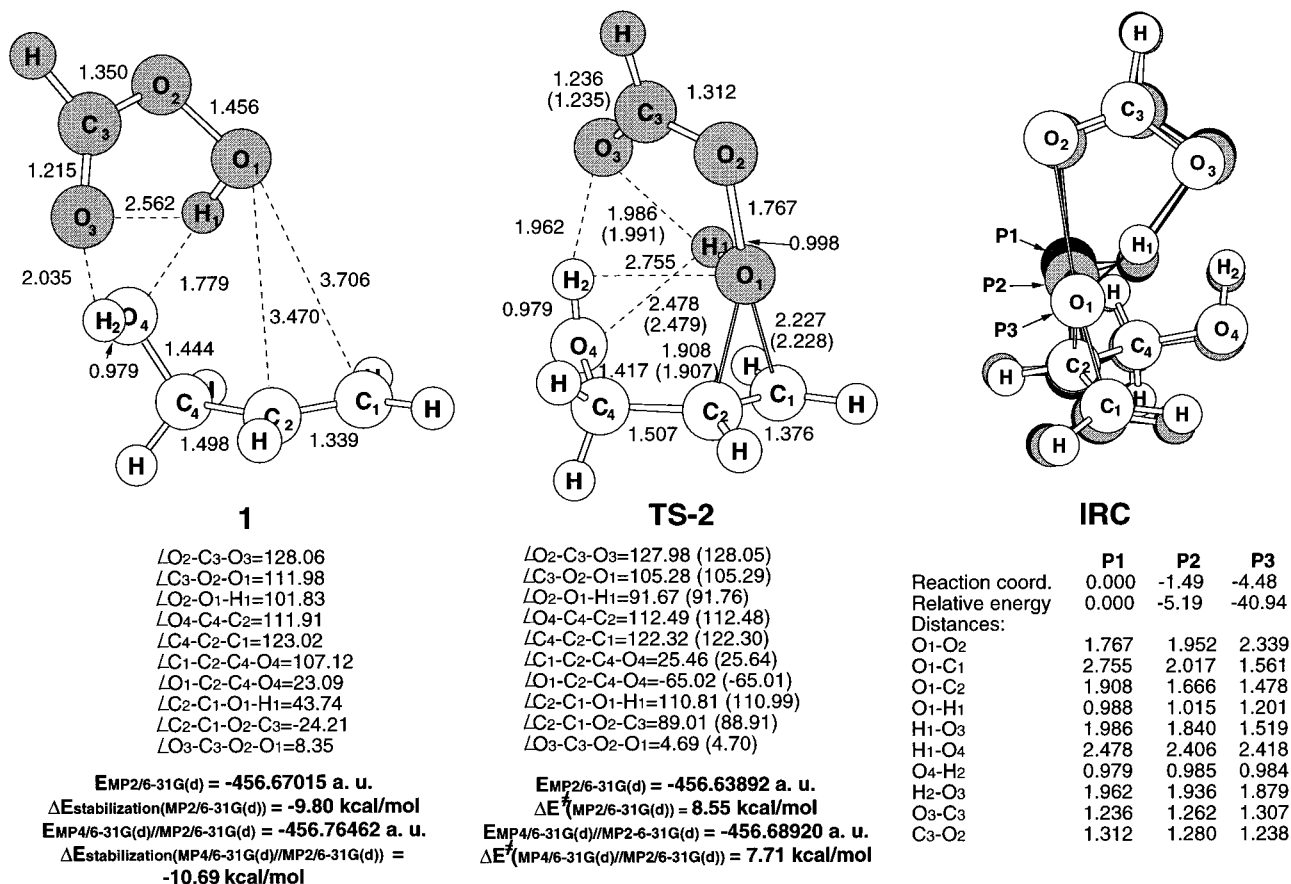 H
1.350
O2
1.456
C3
O1
1.215
2.562
H1
O3
2.035
1.779
3.706
H2
O4
3.470
0.979
1.444
H
C4
C2
C1
H
H
1.498
1.339
H
1
∠O2-C3-O3=128.06
∠C3-O2-O1=111.98
∠O2-O1-H1=101.83
∠O4-C4-C2=111.91
∠C4-C2-C1=123.02
∠C1-C2-C4-O4=107.12
∠O1-C2-C4-O4=23.09
∠C2-C1-O1-H1=43.74
∠C2-C1-O2-C3=-24.21
∠O3-C3-O2-O1=8.35
EMP2/6-31G(d) = -456.67015 a. u.
ΔEstabilization(MP2/6-31G(d)) = -9.80 kcal/mol
EMP4/6-31G(d)//MP2/6-31G(d) = -456.76462 a. u.
ΔEstabilization(MP4/6-31G(d)//MP2/6-31G(d)) =
-10.69 kcal/mol
H
1.236
(1.235)
1.312
C3
O3
O2
1.962
1.986
(1.991)
1.767
H1
0.998
H2
2.755
O1
0.979
2.478
(2.479)
2.227
(2.228)
O4
1.908
(1.907)
H
1.417
H
C4
C2
C1
H
1.507
1.376
H
H
TS-2
∠O2-C3-O3=127.98 (128.05)
∠C3-O2-O1=105.28 (105.29)
∠O2-O1-H1=91.67 (91.76)
∠O4-C4-C2=112.49 (112.48)
∠C4-C2-C1=122.32 (122.30)
∠C1-C2-C4-O4=25.46 (25.64)
∠O1-C2-C4-O4=-65.02 (-65.01)
∠C2-C1-O1-H1=110.81 (110.99)
∠C2-C1-O2-C3=89.01 (88.91)
∠O3-C3-O2-O1=4.69 (4.70)
EMP2/6-31G(d) = -456.63892 a. u.
ΔE‡(MP2/6-31G(d)) = 8.55 kcal/mol
EMP4/6-31G(d)//MP2-6-31G(d) = -456.68920 a. u.
ΔE‡(MP4/6-31G(d)//MP2/6-31G(d)) = 7.71 kcal/mol
H
C3
O2
O3
P1
H1
H2
P2
H
O1
O4
P3
C4
H
C2
H
C1
H
H
IRC
P1 P2 P3
Reaction coord. 0.000 -1.49 -4.48
Relative energy 0.000 -5.19 -40.94
Distances:
O1-O2 1.767 1.952 2.339
O1-C1 2.755 2.017 1.561
O1-C2 1.908 1.666 1.478
O1-H1 0.988 1.015 1.201
H1-O3 1.986 1.840 1.519
H1-O4 2.478 2.406 2.418
O4-H2 0.979 0.985 0.984
H2-O3 1.962 1.936 1.879
O3-C3 1.236 1.262 1.307
C3-O2 1.312 1.280 1.238